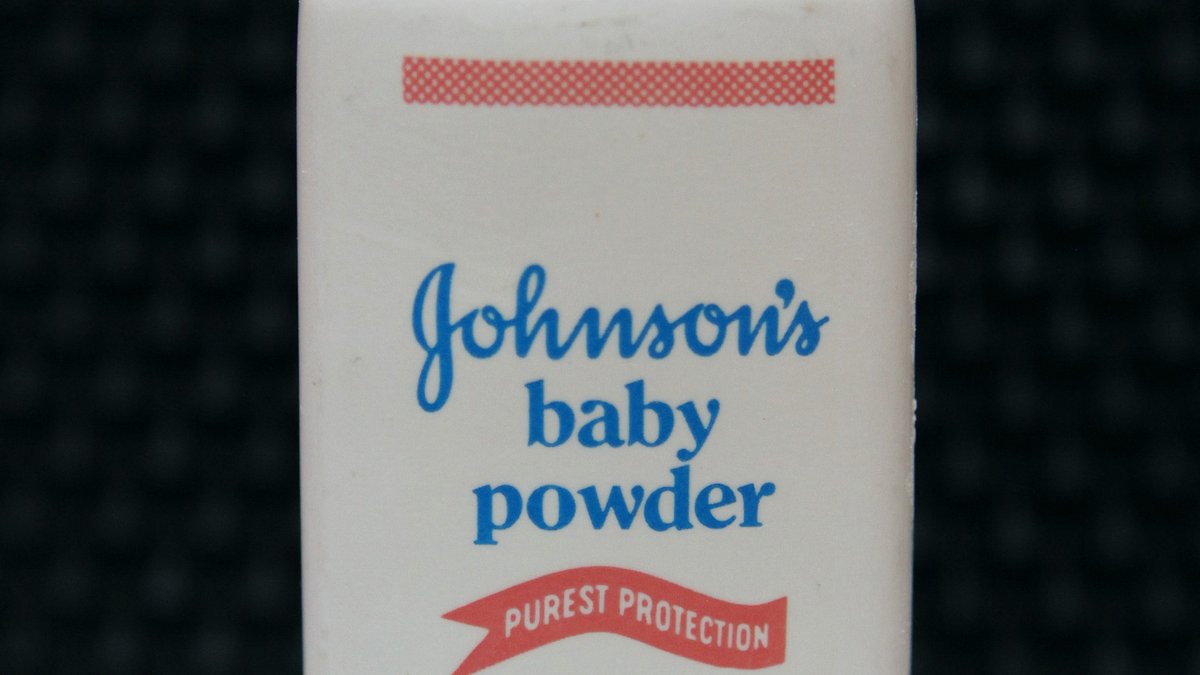 Johnson's
baby
powder
PUREST PROTECTION